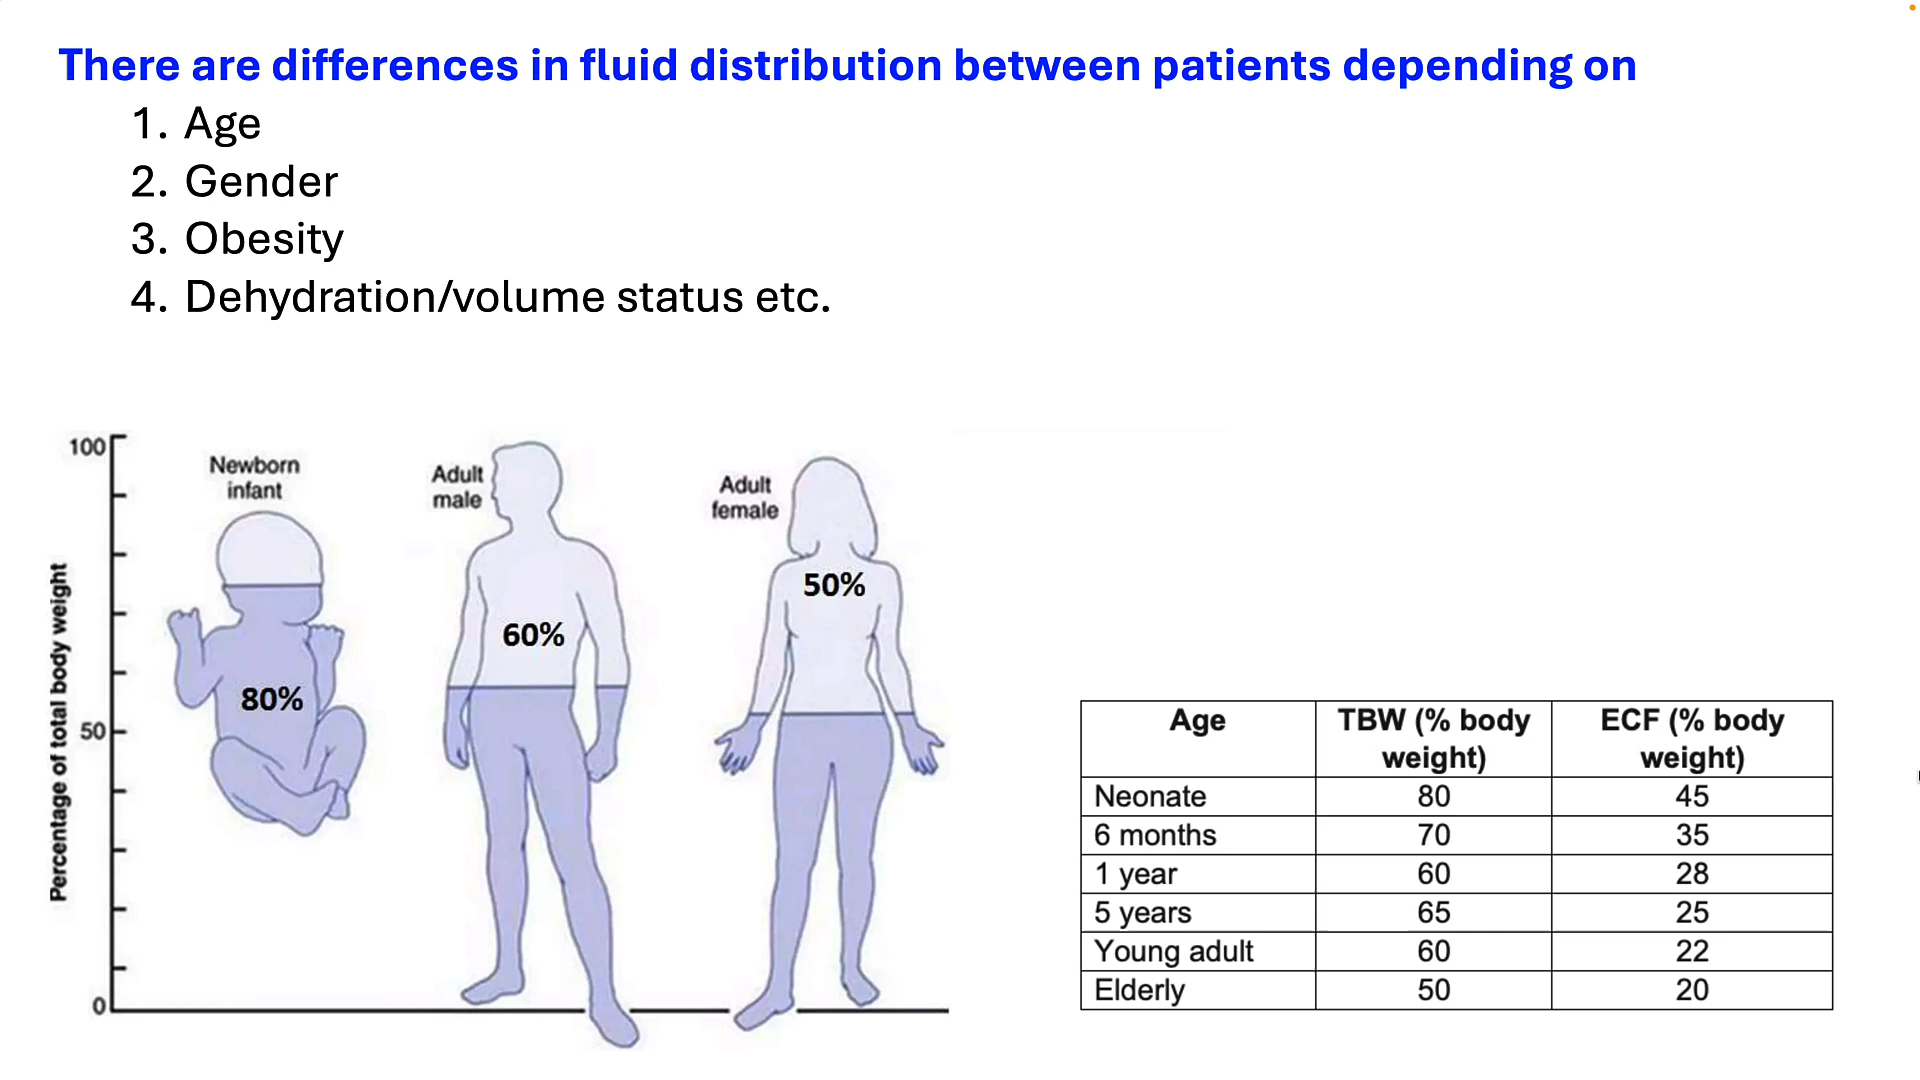 There are differences in fluid distribution between patients depending on
1. Age
2. Gender
3. Obesity
4. Dehydration/volume status etc.
Percentage of total body weight
100
50
0
Newborn
infant
80%
Adult
male
60%
Adult
female
50%
Age TBW (% body weight) ECF (% body weight)
Neonate 80 45
6 months 70 35
1 year 60 28
5 years 65 25
Young adult 60 22
Elderly 50 20